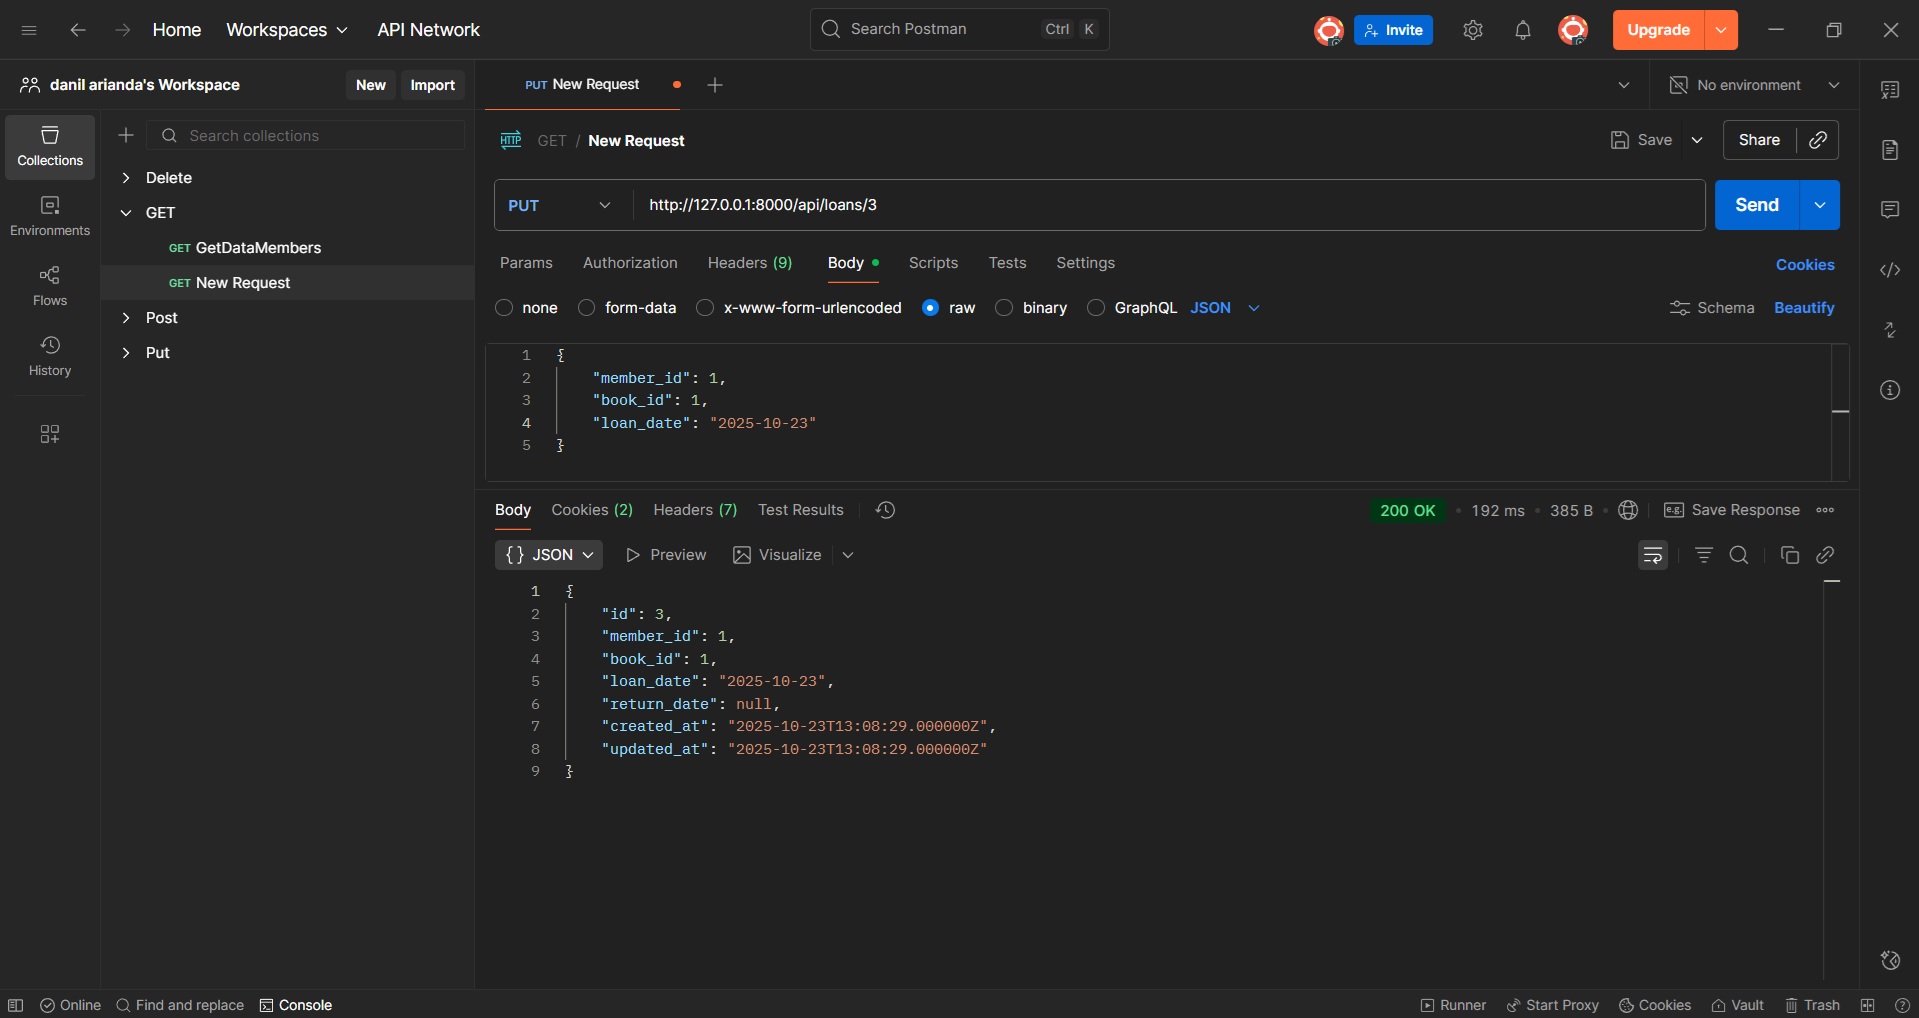 Home Workspaces API Network Search Postman Ctrl K Invite Upgrade
danil arianda's Workspace New Import PUT New Request No environment
Collections
Environments
Flows
History
Search collections
Delete
GET
GET GetDataMembers
GET New Request
Post
Put
HTTP GET / New Request Save Share
PUT http://127.0.0.1:8000/api/loans/3 Send
Params Authorization Headers (9) Body Scripts Tests Settings Cookies
none form-data x-www-form-urlencoded raw binary GraphQL JSON Schema Beautify
1 {
2 "member_id": 1,
3 "book_id": 1,
4 "loan_date": "2025-10-23"
5 }
Body Cookies (2) Headers (7) Test Results 200 OK • 192 ms • 385 B • e.g. Save Response
{} JSON Preview Visualize
1 {
2 "id": 3,
3 "member_id": 1,
4 "book_id": 1,
5 "loan_date": "2025-10-23",
6 "return_date": null,
7 "created_at": "2025-10-23T13:08:29.000000Z",
8 "updated_at": "2025-10-23T13:08:29.000000Z"
9 }
Online Find and replace Console Runner Start Proxy Cookies Vault Trash